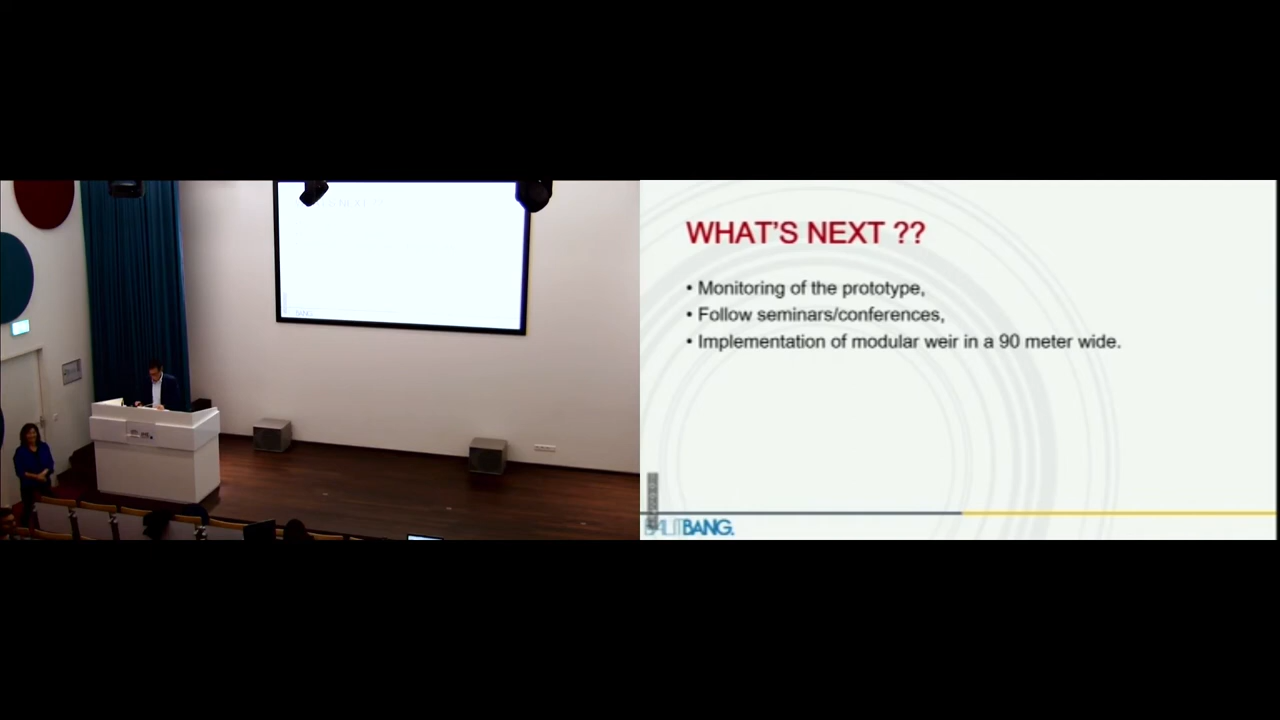 WHAT'S NEXT ??
• Monitoring of the prototype,
• Follow seminars/conferences,
• Implementation of modular weir in a 90 meter wide.
BALITBANG.